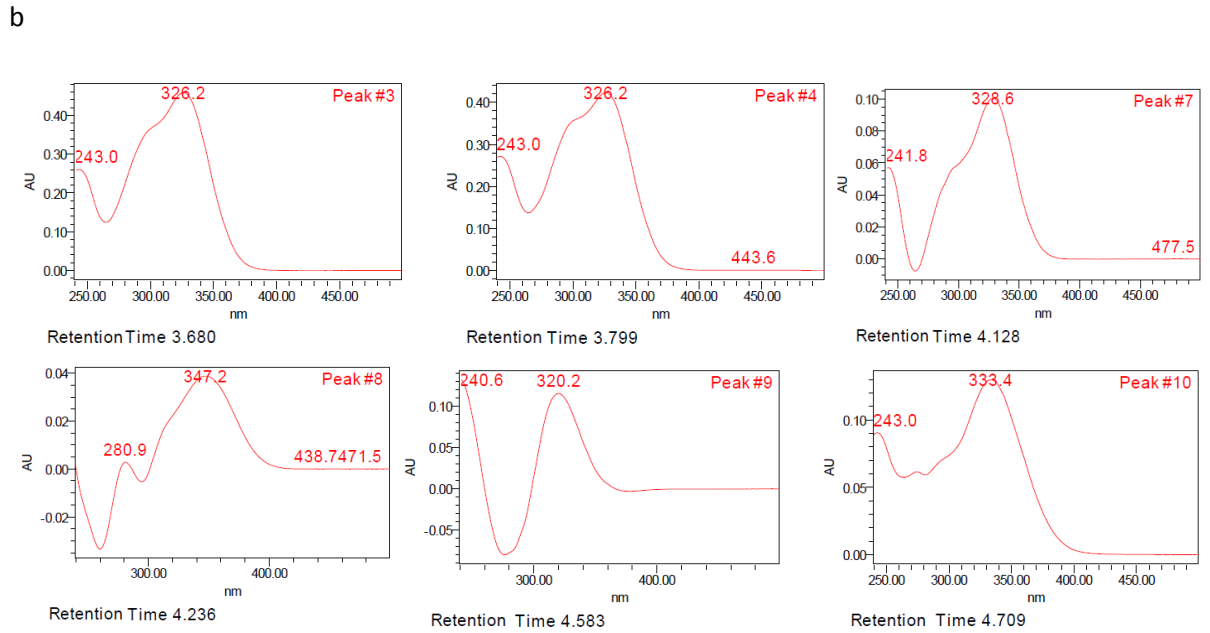 b
326.2 Peak #3
0.40
243.0
0.30
AU
0.20
0.10
0.00
250.00 300.00 350.00 400.00 450.00
nm
Retention Time 3.680
326.2 Peak #4
0.40
243.0
0.30
AU
0.20
0.10
443.6
0.00
250.00 300.00 350.00 400.00 450.00
nm
Retention Time 3.799
328.6 Peak #7
0.10
0.08
241.8
0.06
AU
0.04
0.02
477.5
0.00
250.00 300.00 350.00 400.00 450.00
nm
Retention Time 4.128
347.2 Peak #8
0.04
0.02
280.9
438.7471.5
AU
0.00
-0.02
300.00 400.00
nm
Retention Time 4.236
240.6 320.2 Peak #9
0.10
0.05
AU
0.00
-0.05
300.00 400.00
nm
Retention Time 4.583
333.4 Peak #10
0.10
243.0
AU
0.05
0.00
250.00 300.00 350.00 400.00 450.00
nm
Retention Time 4.709